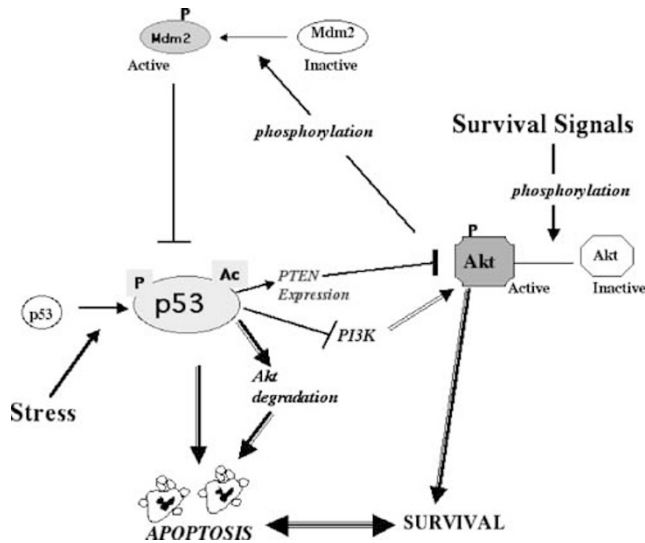 P
Mdm2
Mdm2
Active
Inactive
phosphorylation
Survival Signals
phosphorylation
P
Akt
Akt
Active
Inactive
P
Ac
PTEN
Expression
p53
p53
PI3K
Akt
degradation
Stress
APOPTOSIS
SURVIVAL